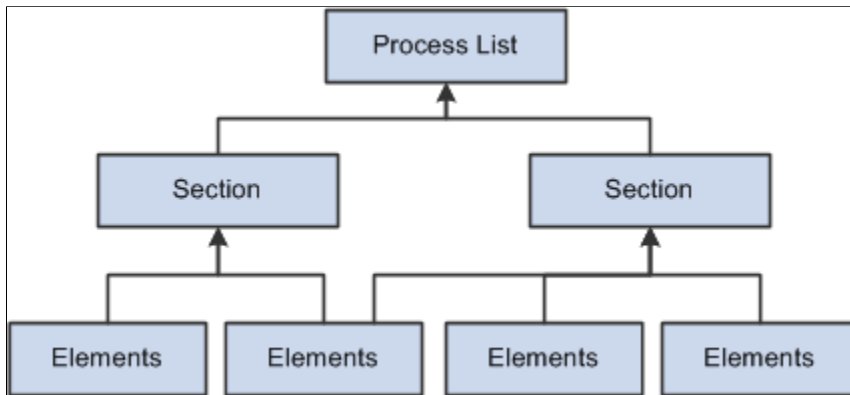 Process List
Section
Section
Elements
Elements
Elements
Elements